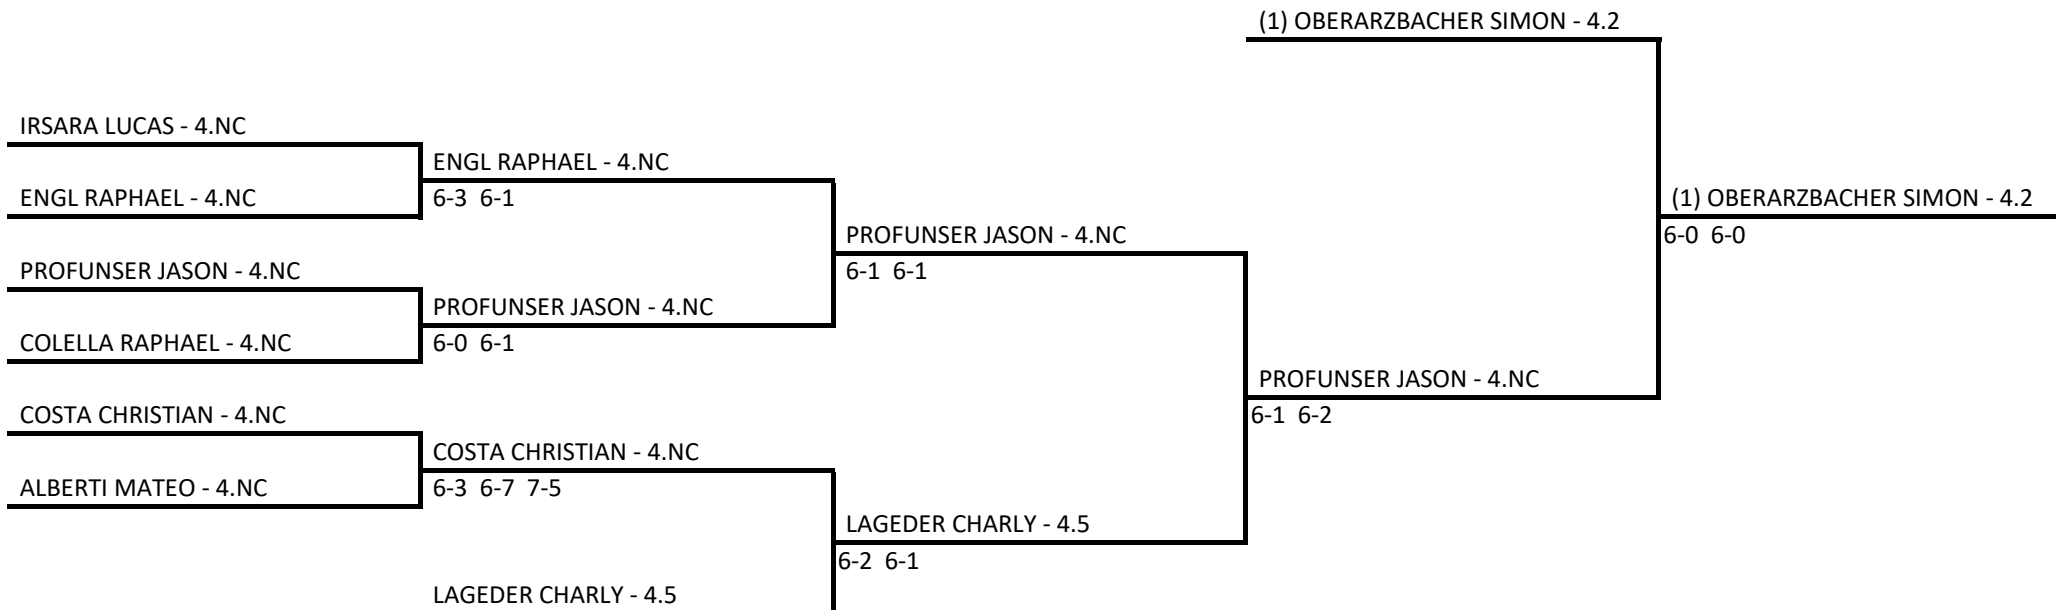 (1) OBERARZBACHER SIMON - 4.2
IRSARA LUCAS - 4.NC
ENGL RAPHAEL - 4.NC
ENGL RAPHAEL - 4.NC
6-3 6-1
(1) OBERARZBACHER SIMON - 4.2
PROFUNSER JASON - 4.NC
6-0 6-0
PROFUNSER JASON - 4.NC
6-1 6-1
PROFUNSER JASON - 4.NC
COLELLA RAPHAEL - 4.NC
6-0 6-1
PROFUNSER JASON - 4.NC
COSTA CHRISTIAN - 4.NC
6-1 6-2
COSTA CHRISTIAN - 4.NC
ALBERTI MATEO - 4.NC
6-3 6-7 7-5
LAGEDER CHARLY - 4.5
6-2 6-1
LAGEDER CHARLY - 4.5